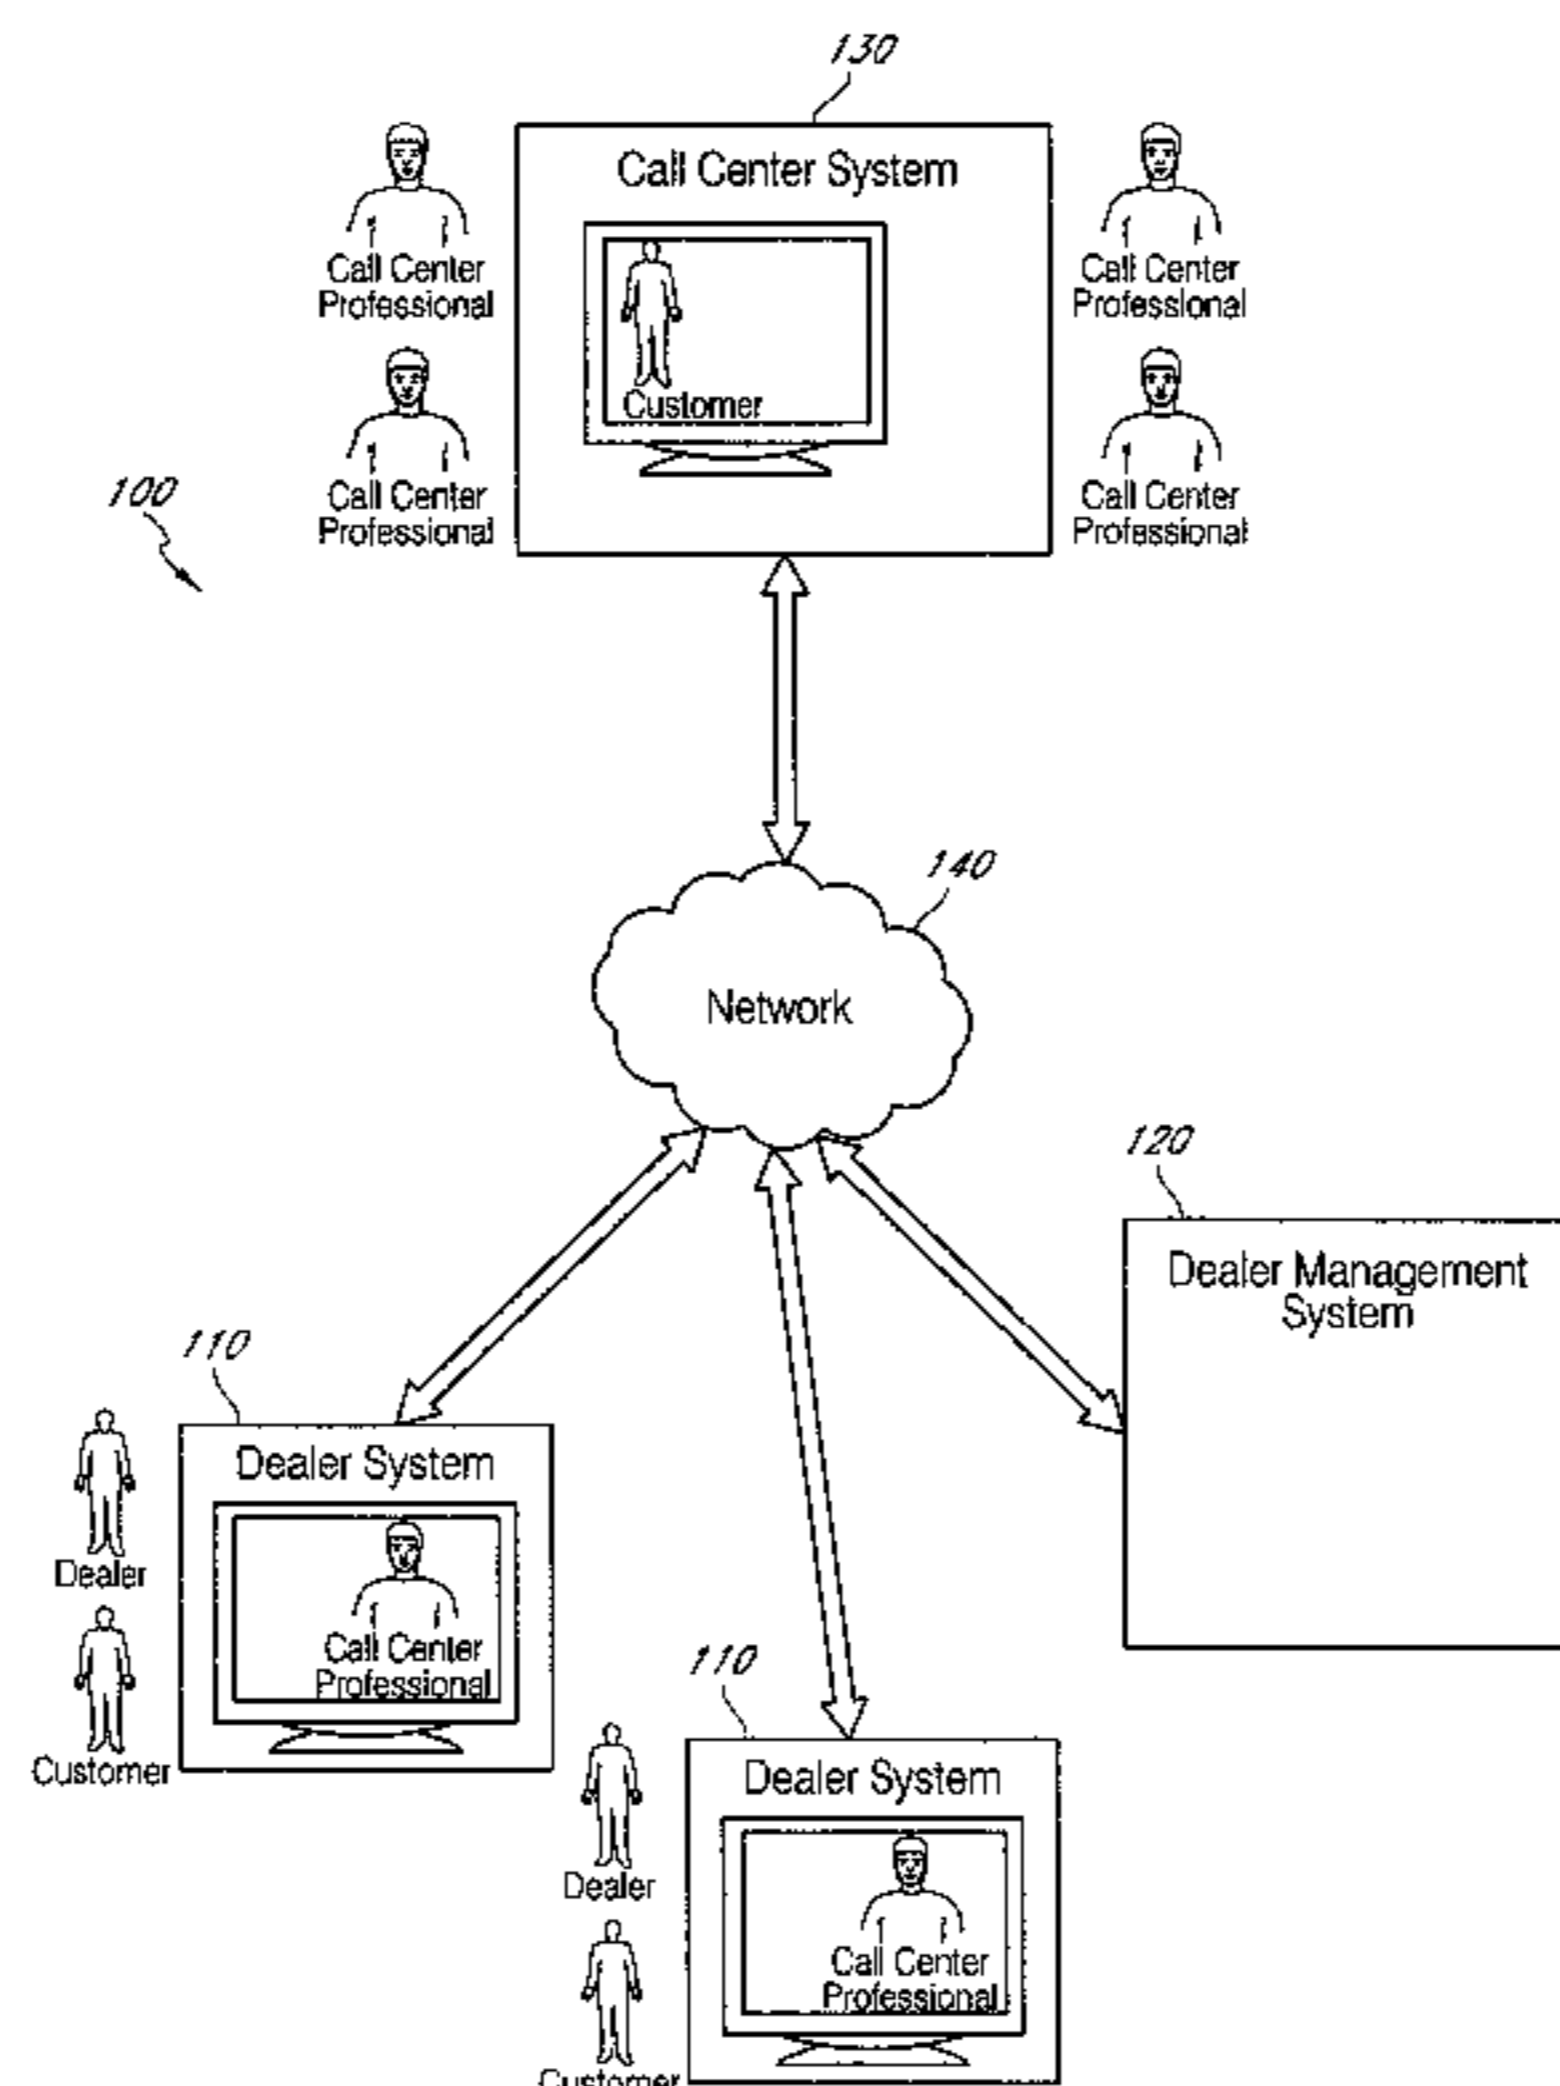 130
Call Center System
Call Center
Professional
Call Center
Professional
Customer
Call Center
Professional
Call Center
Professional
100
140
Network
120
Dealer Management
System
110
Dealer System
Dealer
Call Center
Professional
Customer
110
Dealer System
Dealer
Call Center
Professional
Customer